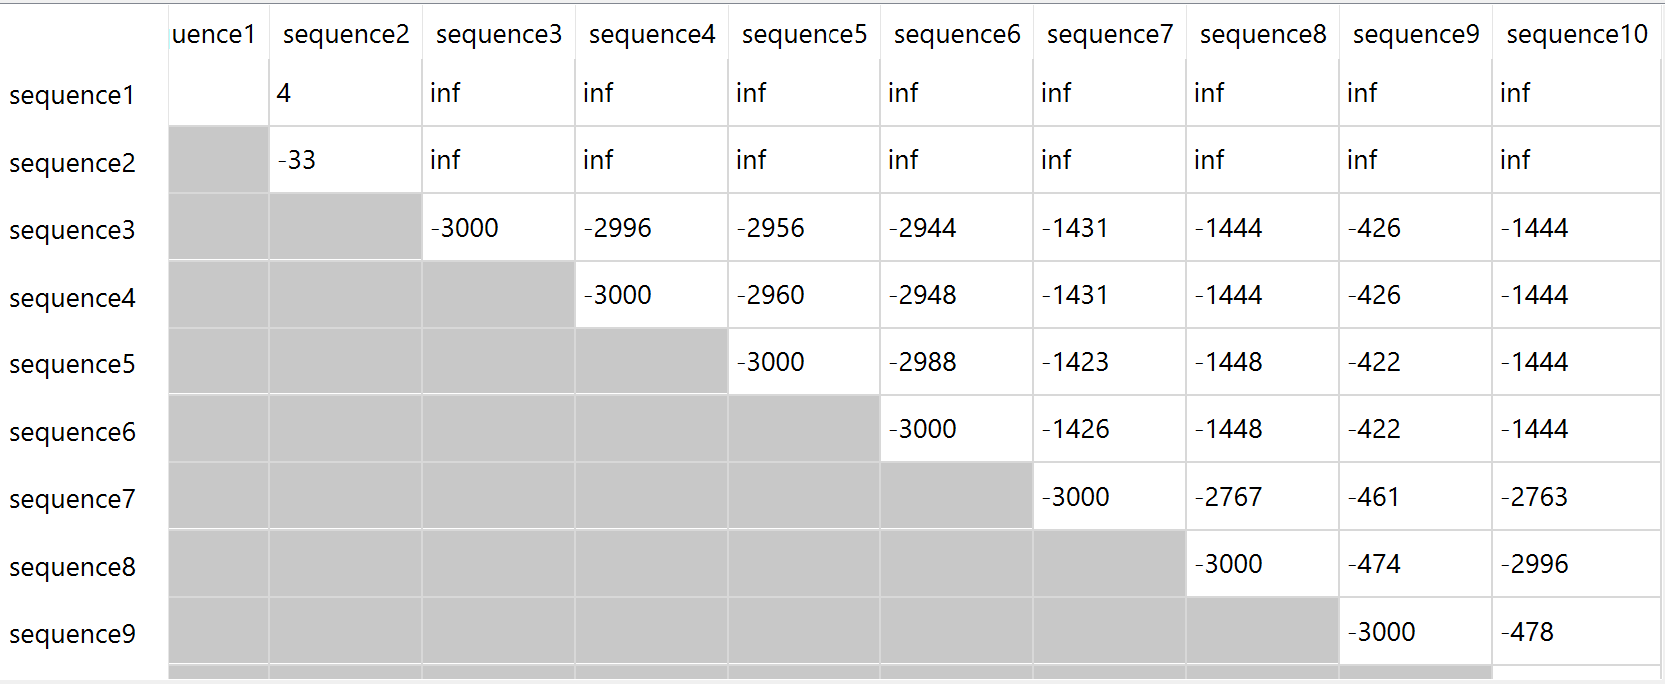 uence1 sequence2 sequence3 sequence4 sequence5 sequence6 sequence7 sequence8 sequence9 sequence10
sequence1 4 inf inf inf inf inf inf inf inf
sequence2 -33 inf inf inf inf inf inf inf inf
sequence3 -3000 -2996 -2956 -2944 -1431 -1444 -426 -1444
sequence4 -3000 -2960 -2948 -1431 -1444 -426 -1444
sequence5 -3000 -2988 -1423 -1448 -422 -1444
sequence6 -3000 -1426 -1448 -422 -1444
sequence7 -3000 -2767 -461 -2763
sequence8 -3000 -474 -2996
sequence9 -3000 -478